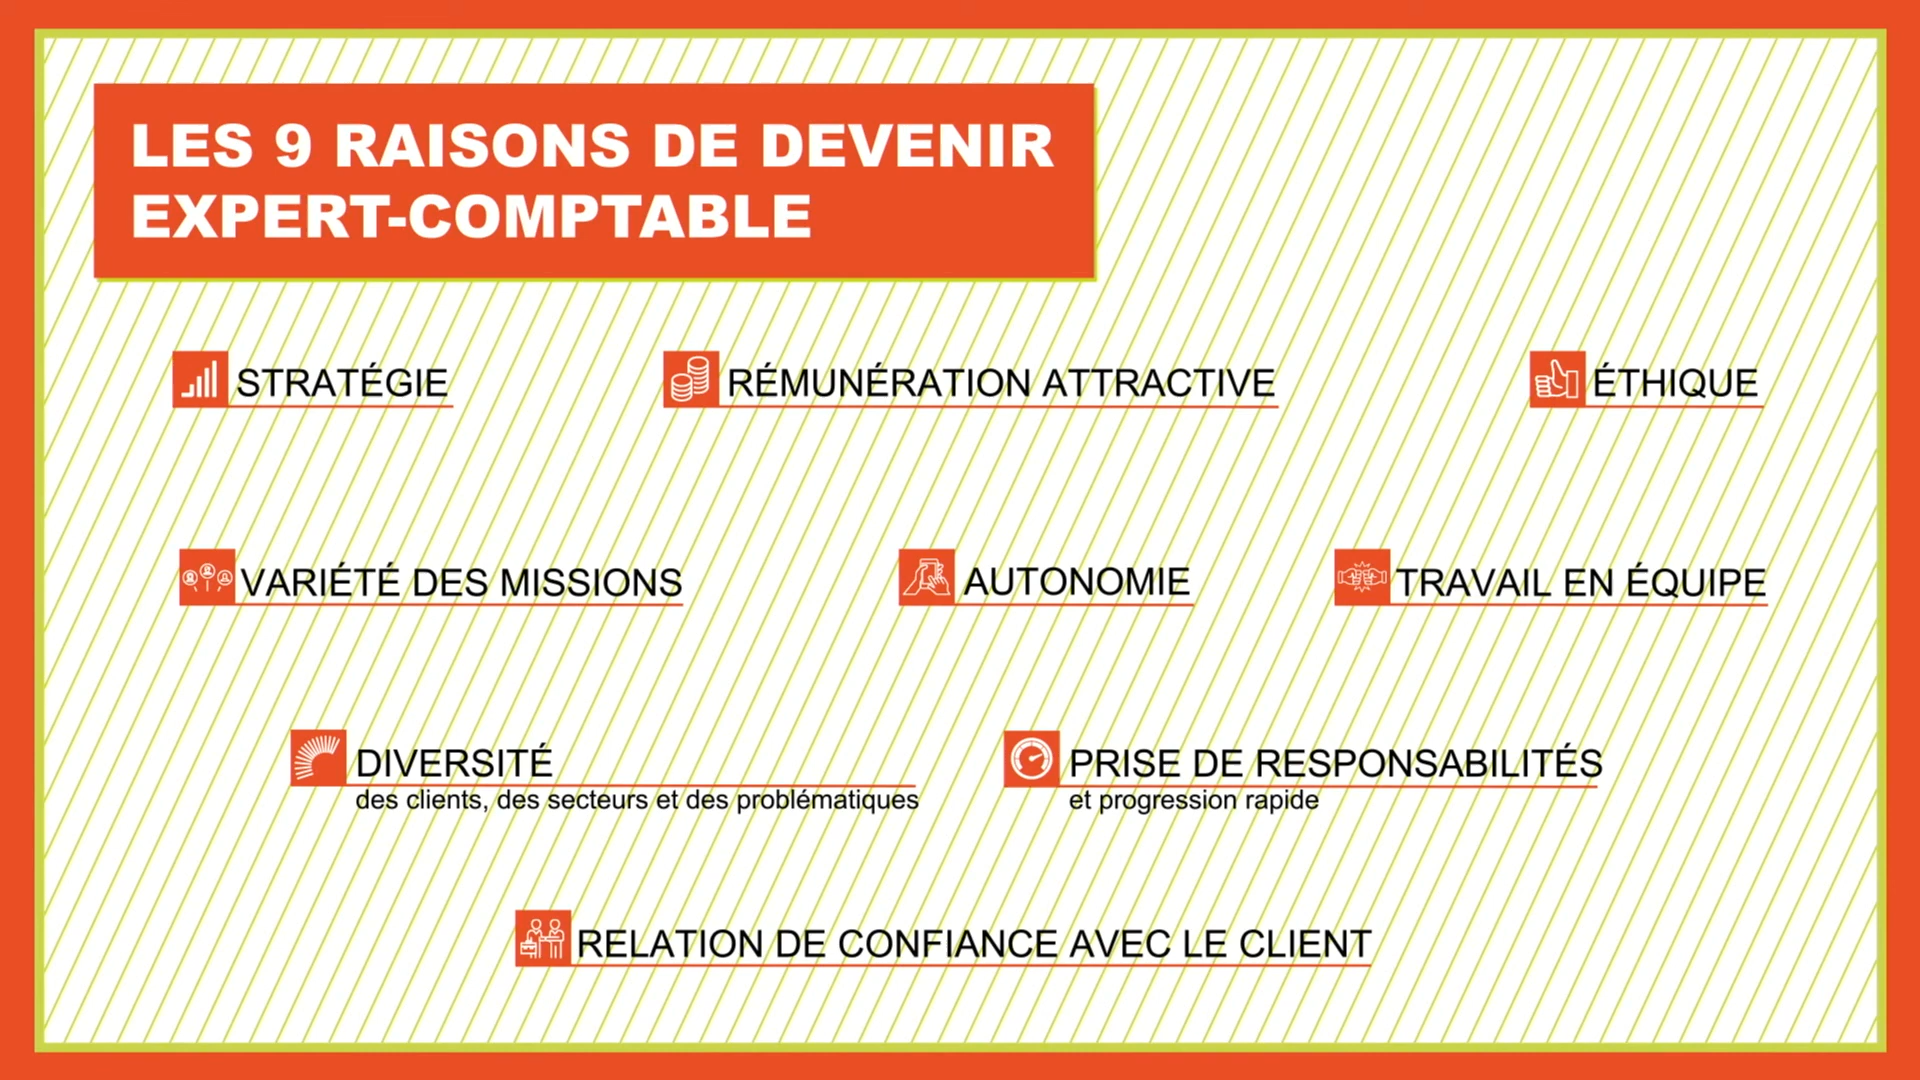 LES 9 RAISONS DE DEVENIR
EXPERT-COMPTABLE
STRATÉGIE
RÉMUNÉRATION ATTRACTIVE
ÉTHIQUE
VARIÉTÉ DES MISSIONS
AUTONOMIE
TRAVAIL EN ÉQUIPE
DIVERSITÉ
des clients, des secteurs et des problématiques
PRISE DE RESPONSABILITÉS
et progression rapide
RELATION DE CONFIANCE AVEC LE CLIENT